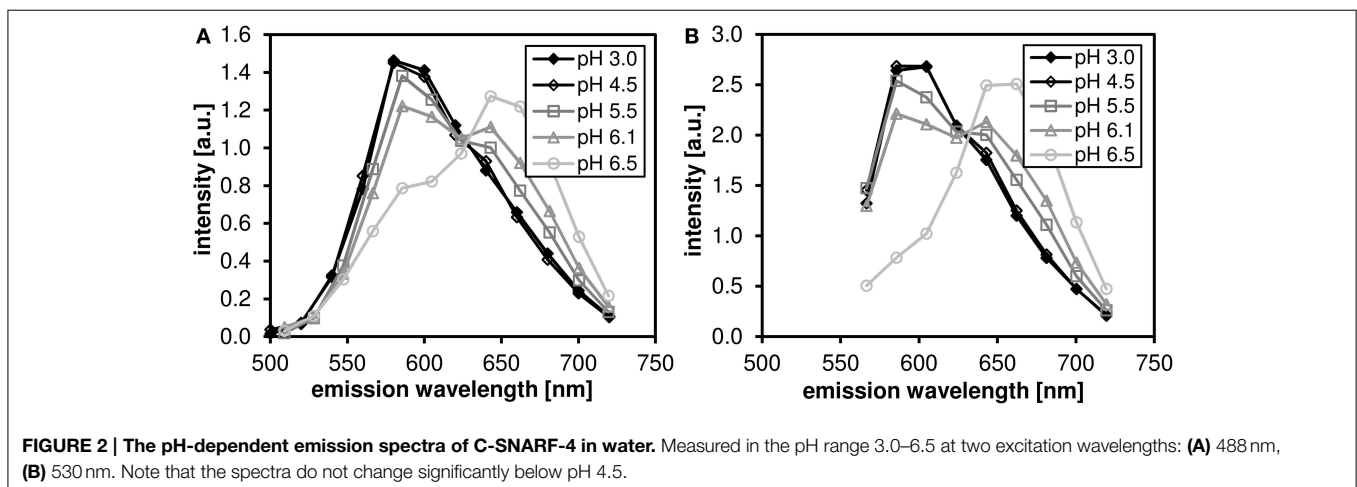 A
B
intensity [a.u.]
1.6
1.4
1.2
1.0
0.8
0.6
0.4
0.2
0.0
500 550 600 650 700 750
emission wavelength [nm]
pH 3.0
pH 4.5
pH 5.5
pH 6.1
pH 6.5
intensity [a.u.]
3.0
2.5
2.0
1.5
1.0
0.5
0.0
500 550 600 650 700 750
emission wavelength [nm]
pH 3.0
pH 4.5
pH 5.5
pH 6.1
pH 6.5
FIGURE 2 | The pH-dependent emission spectra of C-SNARF-4 in water. Measured in the pH range 3.0–6.5 at two excitation wavelengths: (A) 488 nm,
(B) 530 nm. Note that the spectra do not change significantly below pH 4.5.